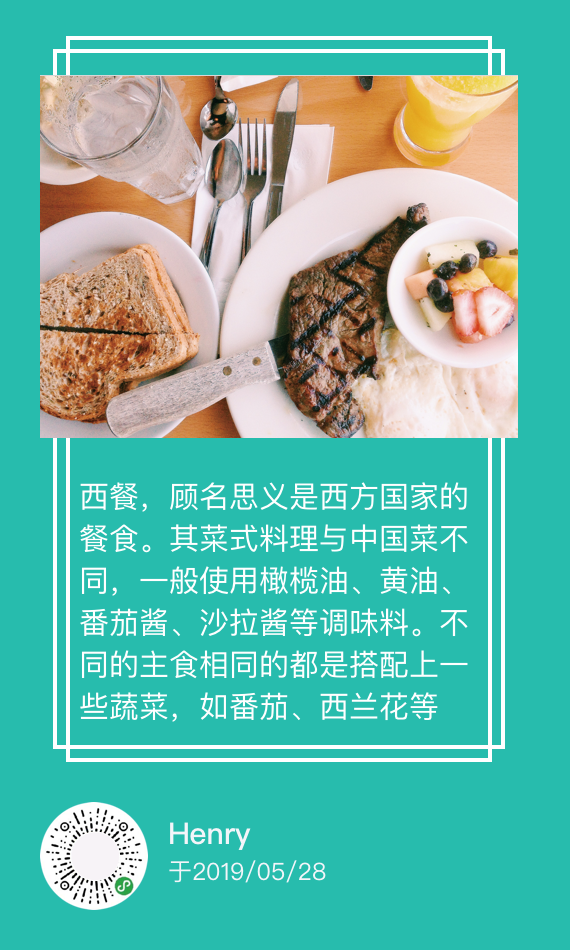 西餐，顾名思义是西方国家的
餐食。其菜式料理与中国菜不
同，一般使用橄榄油、黄油、
番茄酱、沙拉酱等调味料。不
同的主食相同的都是搭配上一
些蔬菜，如番茄、西兰花等
Henry
于2019/05/28